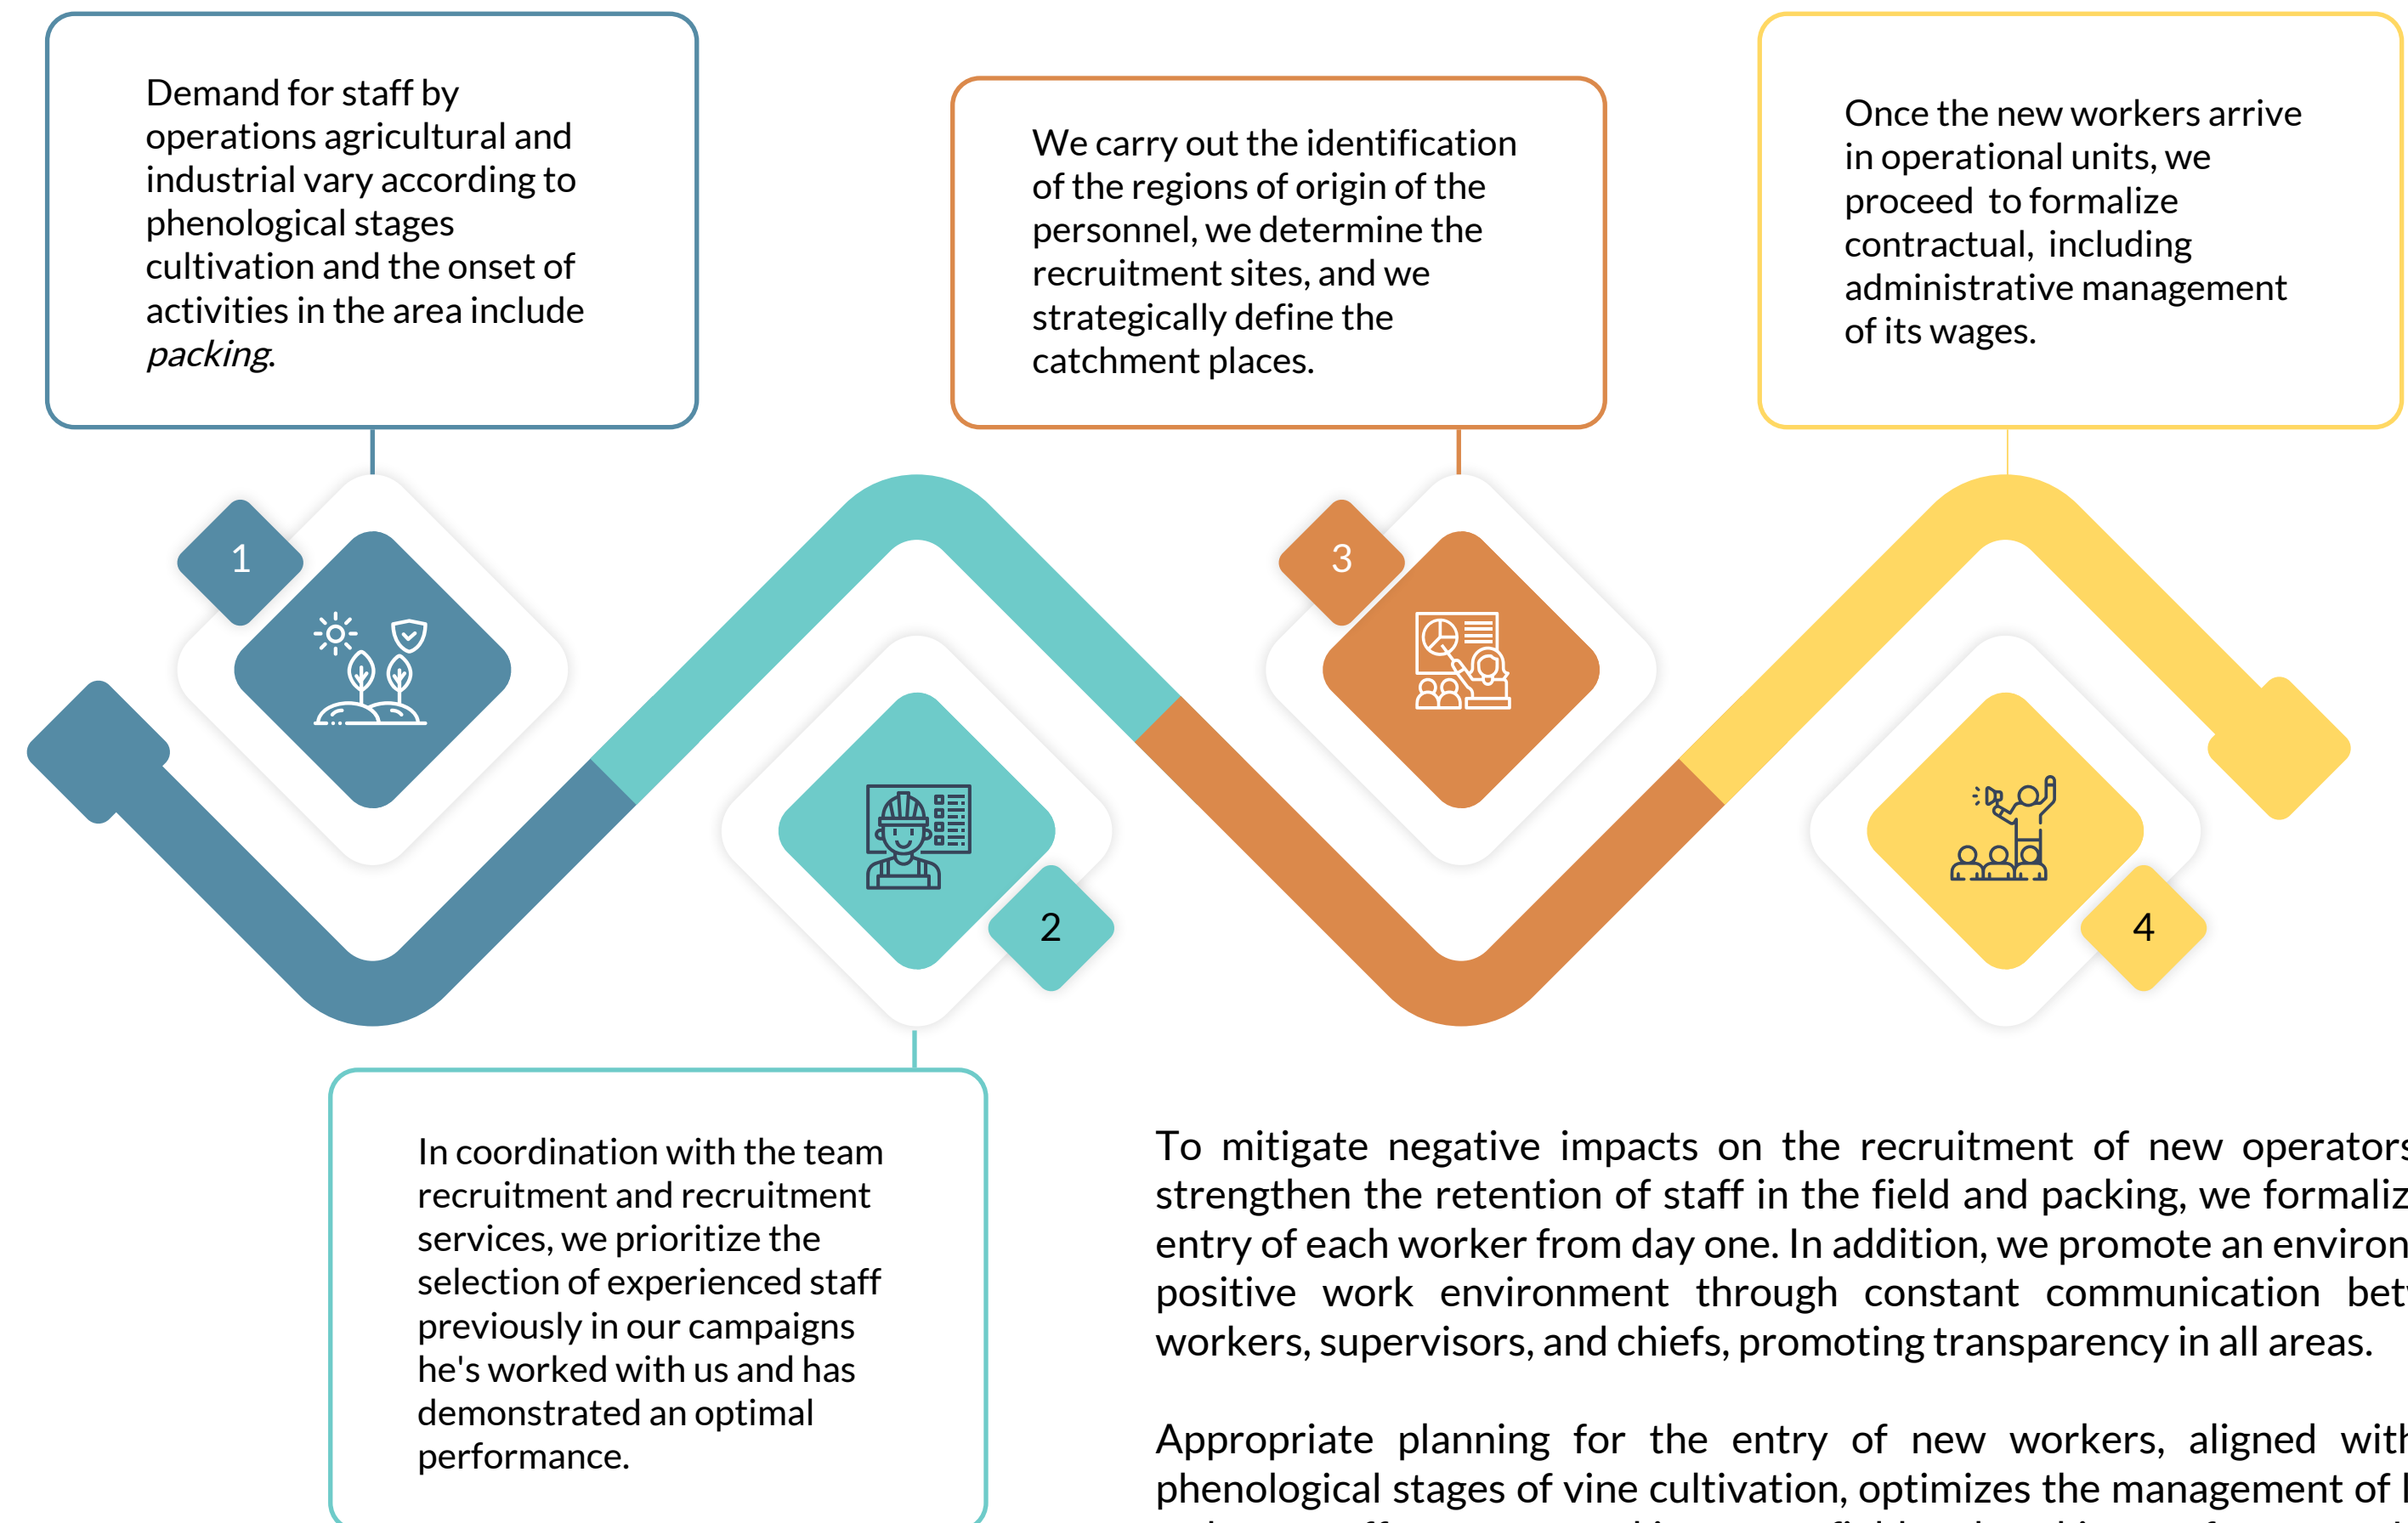 Demand for staff by
operations agricultural and
industrial vary according to
phenological stages
cultivation and the onset of
activities in the area include
packing.
1
In coordination with the team
recruitment and recruitment
services, we prioritize the
selection of experienced staff
previously in our campaigns
he's worked with us and has
demonstrated an optimal
performance.
2
We carry out the identification
of the regions of origin of the
personnel, we determine the
recruitment sites, and we
strategically define the
catchment places.
3
Once the new workers arrive
in operational units, we
proceed  to formalize
contractual,  including
administrative management
of its wages.
4
To mitigate negative impacts on the recruitment of new operators
strengthen the retention of staff in the field and packing, we formaliz
entry of each worker from day one. In addition, we promote an environ
positive work environment through constant communication betw
workers, supervisors, and chiefs, promoting transparency in all areas.
Appropriate planning for the entry of new workers, aligned with
phenological stages of vine cultivation, optimizes the management of